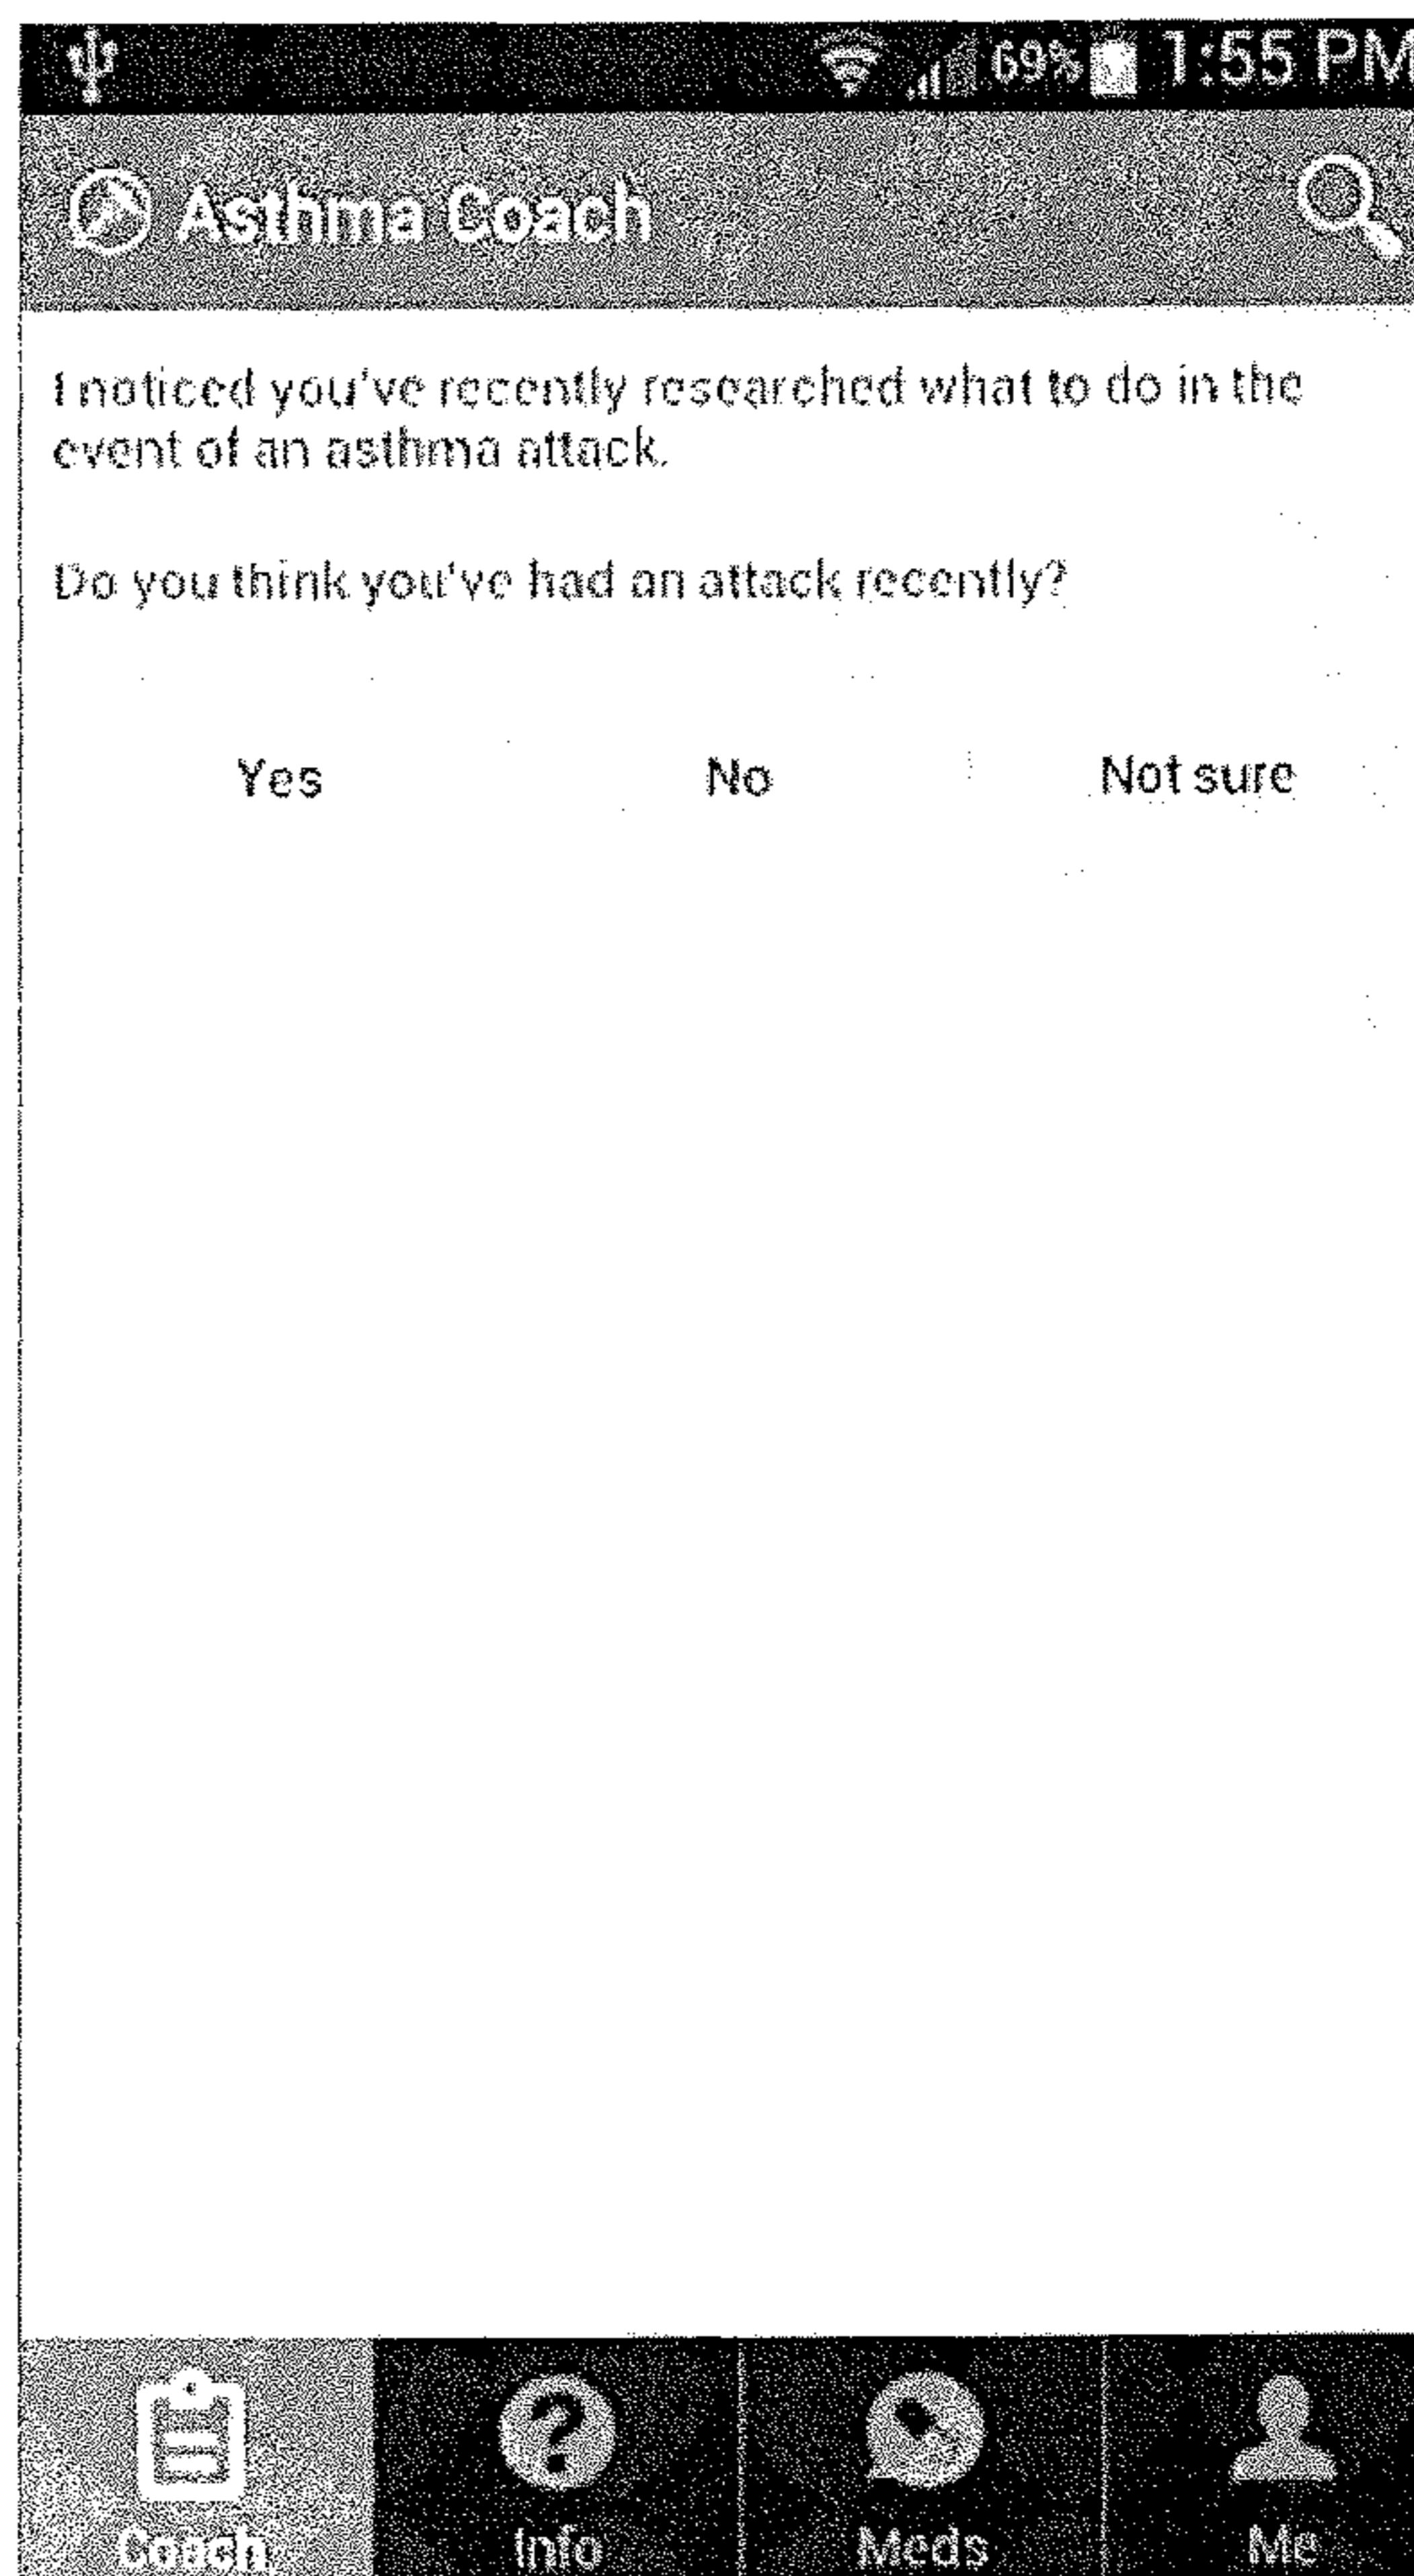 69% 1:55 PM
Asthma Coach
I noticed you've recently researched what to do in the
event of an asthma attack.
Do you think you've had an attack recently?
Yes No Not sure
Coach Info Meds Me